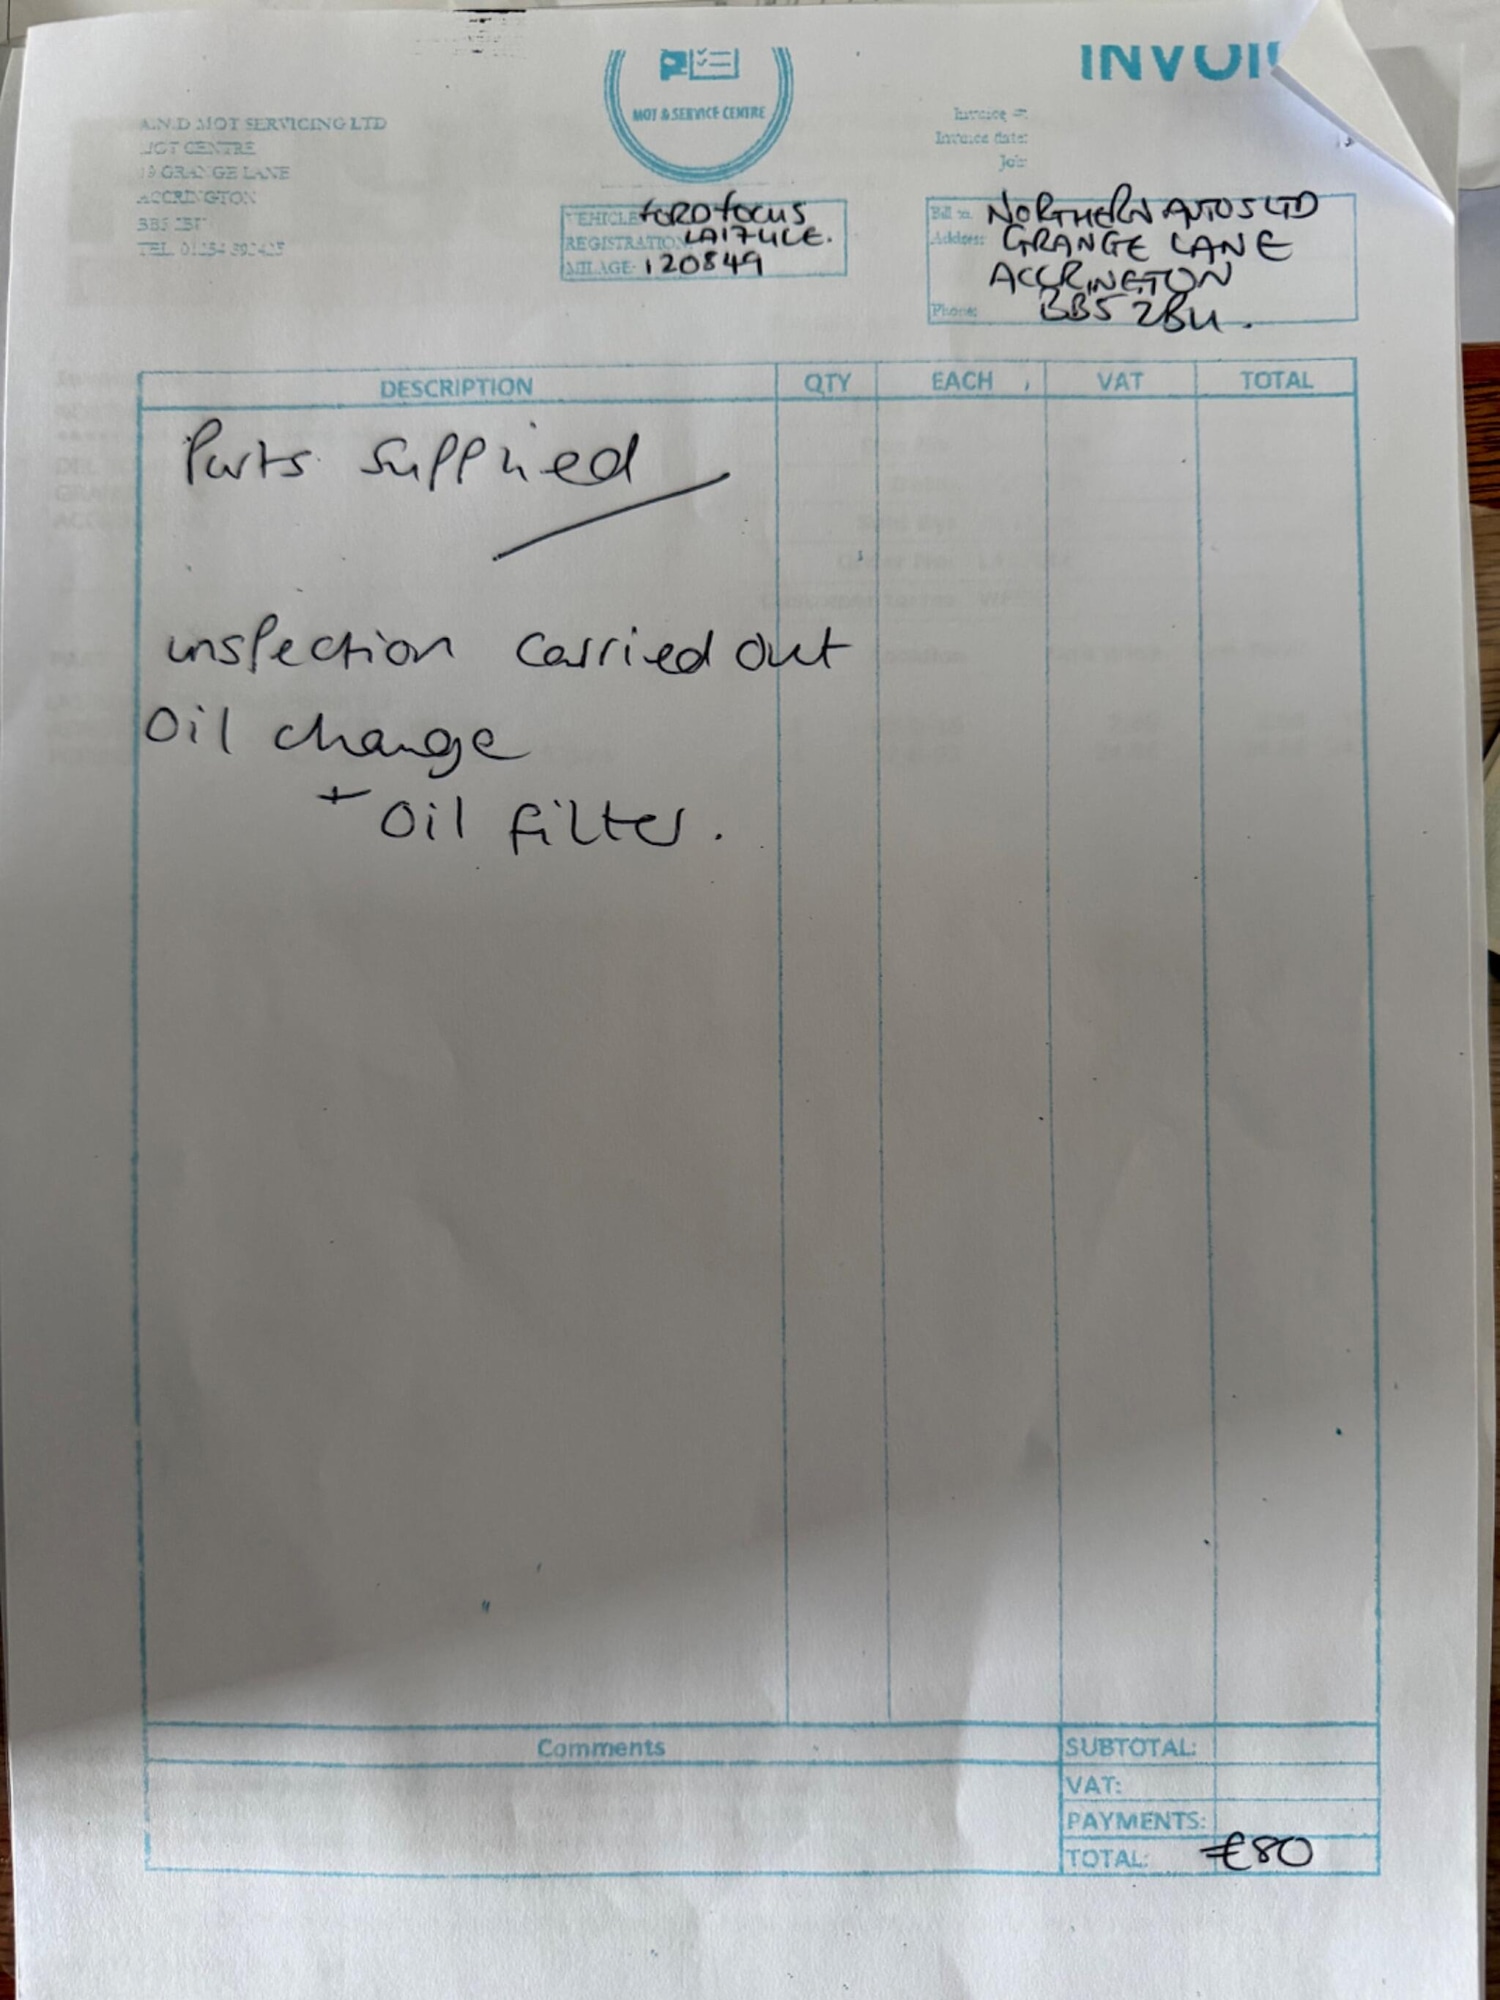 INVOI
MOT & SERVICE CENTRE
A.N.D MOT SERVICING LTD
MOT CENTRE
GRANGE LANE
ACCRINGTON
BB5
TEL.
Invoice #:
Invoice date:
Job:
VEHICLE: FORD FOCUS
REGISTRATION:
MILAGE: 120849
Bill to: NORTHERN AUTOS LTD
Address: GRANGE LANE
ACCRINGTON
Phone: BB5 2BU.
DESCRIPTION QTY EACH VAT TOTAL
Parts supplied
inspection carried out
Oil change
+ Oil filter.
Comments
SUBTOTAL:
VAT:
PAYMENTS:
TOTAL: £80